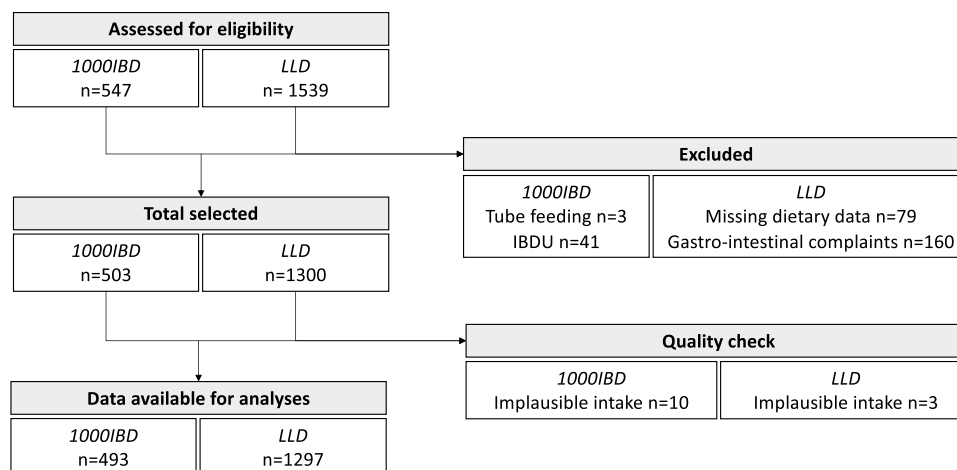 Assessed for eligibility
1000IBD
n=547
LLD
n= 1539
Excluded
1000IBD
Tube feeding n=3
IBDU n=41
LLD
Missing dietary data n=79
Gastro-intestinal complaints n=160
Total selected
1000IBD
n=503
LLD
n=1300
Quality check
1000IBD
Implausible intake n=10
LLD
Implausible intake n=3
Data available for analyses
1000IBD
n=493
LLD
n=1297